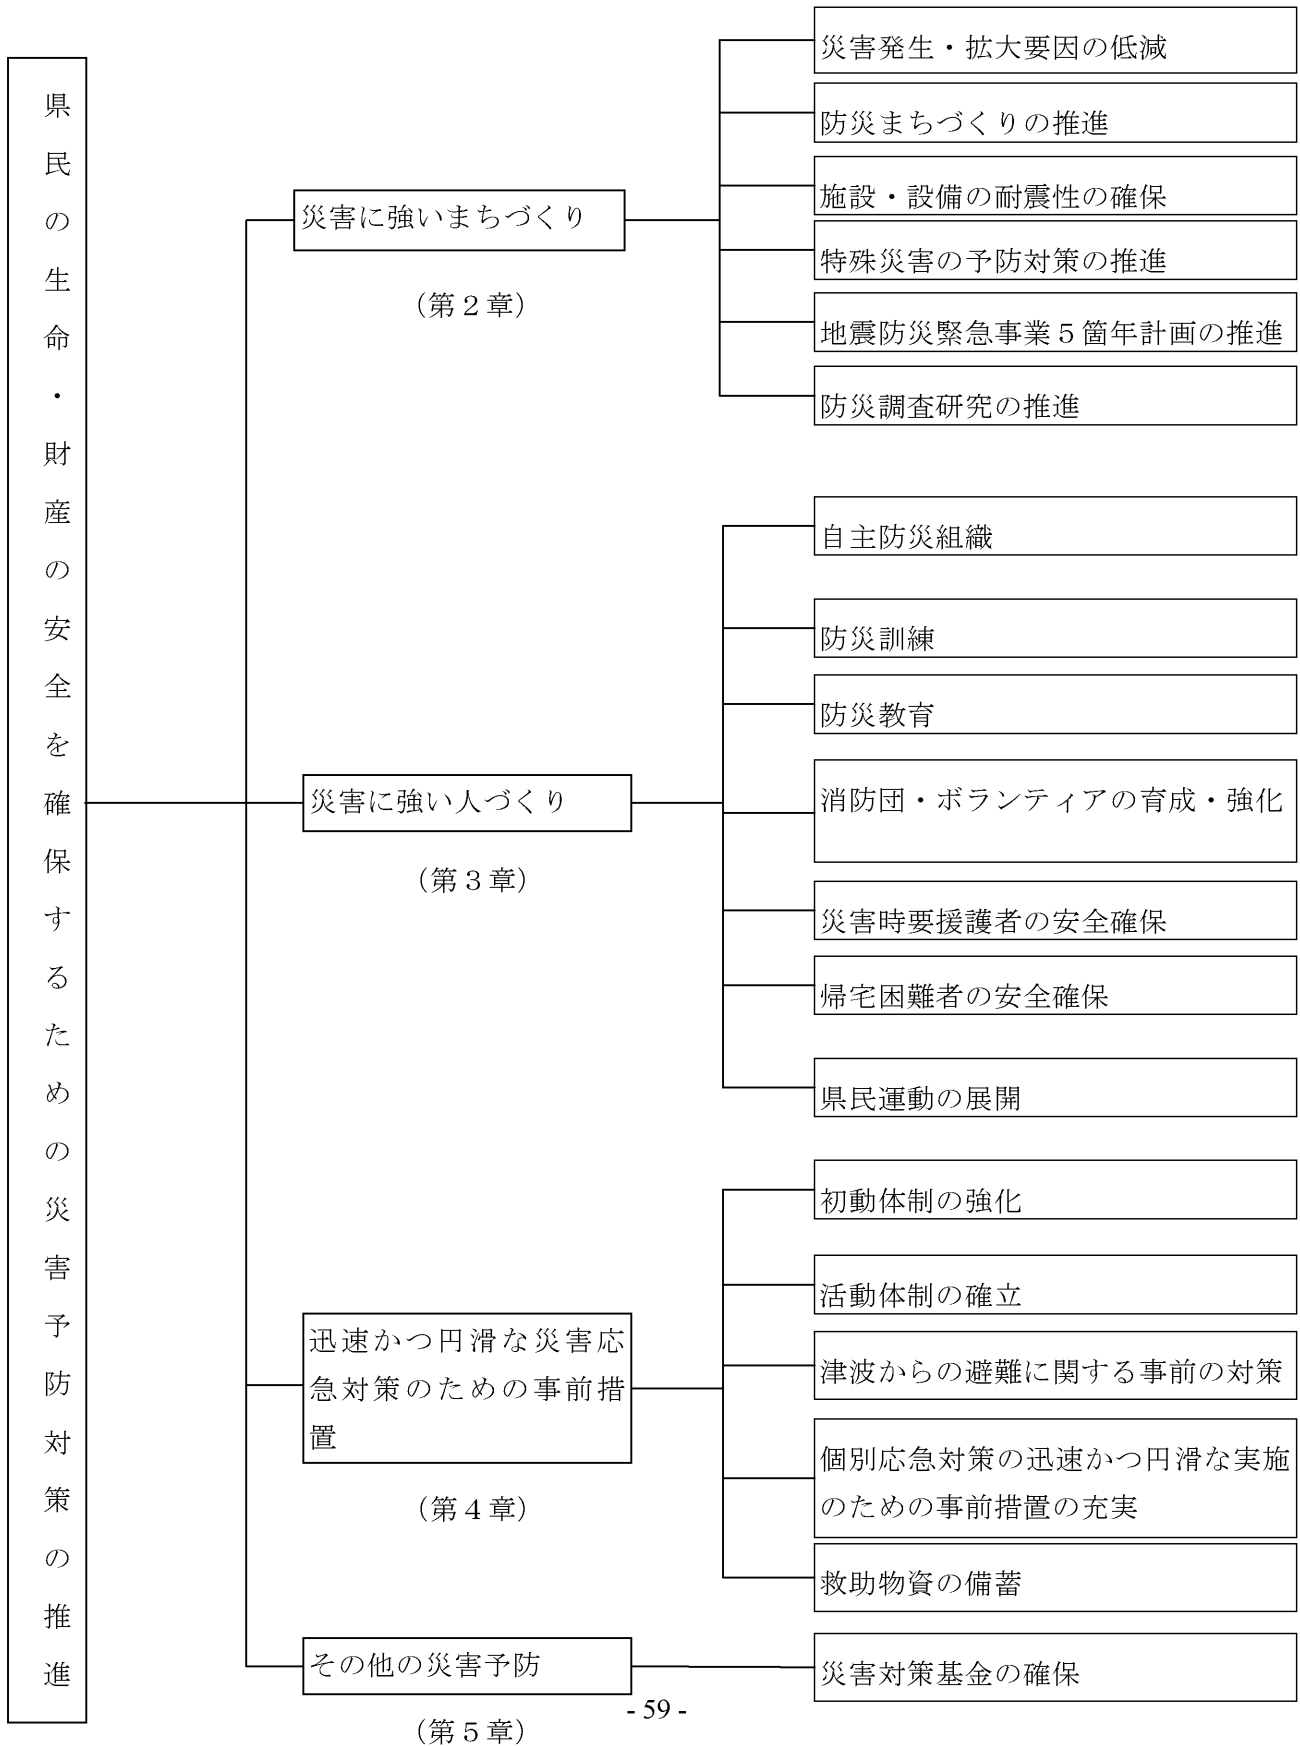 県民の生命・財産の安全を確保するための災害予防対策の推進
災害に強いまちづくり
（第２章）
災害発生・拡大要因の低減
防災まちづくりの推進
施設・設備の耐震性の確保
特殊災害の予防対策の推進
地震防災緊急事業５箇年計画の推進
防災調査研究の推進
災害に強い人づくり
（第３章）
自主防災組織
防災訓練
防災教育
消防団・ボランティアの育成・強化
災害時要援護者の安全確保
帰宅困難者の安全確保
県民運動の展開
迅速かつ円滑な災害応
急対策のための事前措
置
（第４章）
初動体制の強化
活動体制の確立
津波からの避難に関する事前の対策
個別応急対策の迅速かつ円滑な実施
のための事前措置の充実
救助物資の備蓄
その他の災害予防
（第５章）
災害対策基金の確保
- 59 -